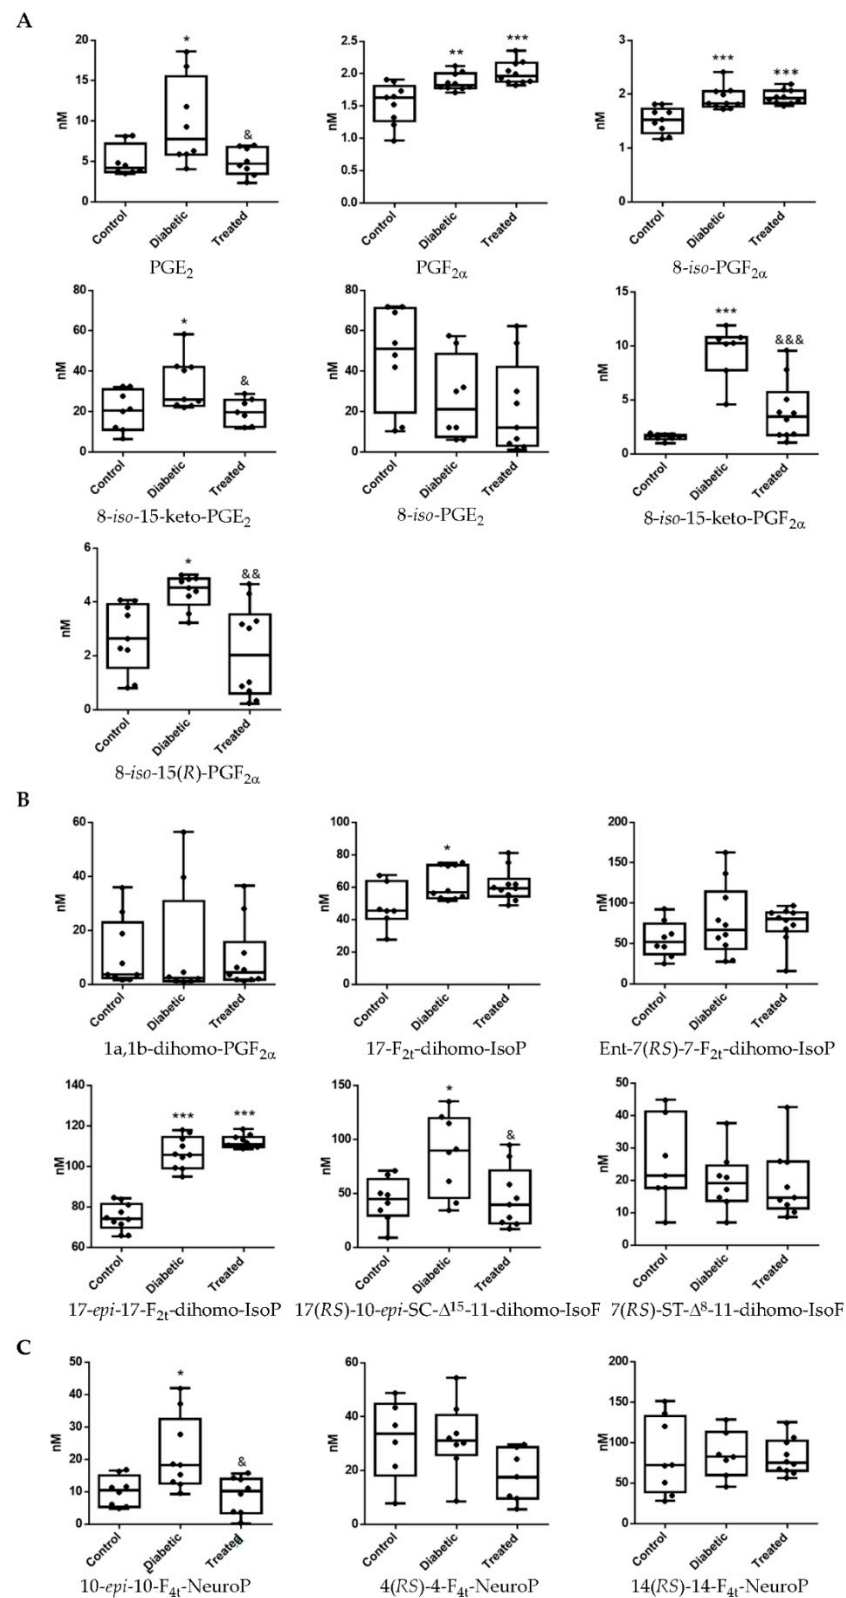 A
20
15
10
5
0
nM
*
&
Control
Diabetic
Treated
PGE₂
2.5
2.0
1.5
1.0
0.5
0.0
nM
**
***
Control
Diabetic
Treated
PGF₂α
3
2
1
0
nM
***
***
Control
Diabetic
Treated
8-iso-PGF₂α
80
60
40
20
0
nM
*
&
Control
Diabetic
Treated
8-iso-15-keto-PGE₂
80
60
40
20
0
nM
Control
Diabetic
Treated
8-iso-PGE₂
15
10
5
0
nM
***
&&&
Control
Diabetic
Treated
8-iso-15-keto-PGF₂α
6
4
2
0
nM
*
&&
Control
Diabetic
Treated
8-iso-15(R)-PGF₂α
B
60
40
20
0
nM
Control
Diabetic
Treated
1a,1b-dihomo-PGF₂α
100
80
60
40
20
0
nM
*
Control
Diabetic
Treated
17-F₂t-dihomo-IsoP
200
150
100
50
0
nM
Control
Diabetic
Treated
Ent-7(RS)-7-F₂t-dihomo-IsoP
140
120
100
80
60
nM
***
***
Control
Diabetic
Treated
17-epi-17-F₂t-dihomo-IsoP
150
100
50
0
nM
*
&
Control
Diabetic
Treated
17(RS)-10-epi-SC-Δ¹⁵-11-dihomo-IsoF
50
40
30
20
10
0
nM
Control
Diabetic
Treated
7(RS)-ST-Δ⁸-11-dihomo-IsoF
C
50
40
30
20
10
0
nM
*
&
Control
Diabetic
Treated
10-epi-10-F₄t-NeuroP
60
40
20
0
nM
Control
Diabetic
Treated
4(RS)-4-F₄t-NeuroP
200
150
100
50
0
nM
Control
Diabetic
Treated
14(RS)-14-F₄t-NeuroP